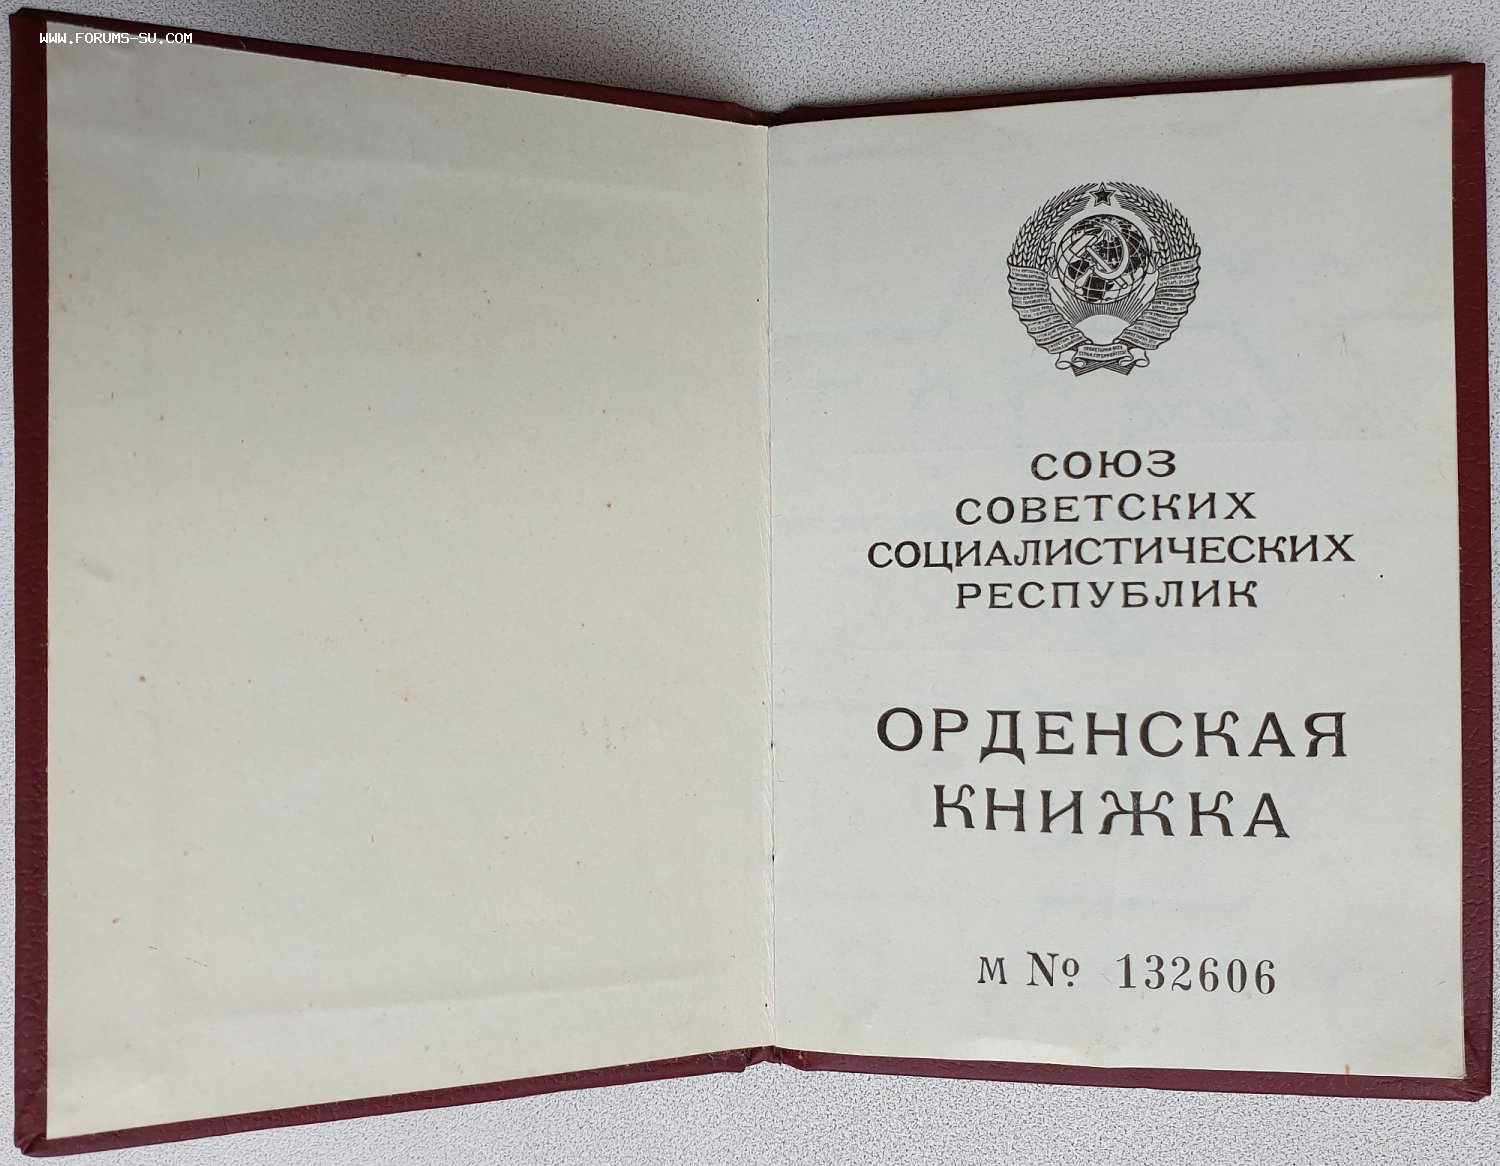 WWW.FORUMS-SU.COM
СОЮЗ
СОВЕТСКИХ
СОЦИАЛИСТИЧЕСКИХ
РЕСПУБЛИК
ОРДЕНСКАЯ
КНИЖКА
М № 132606